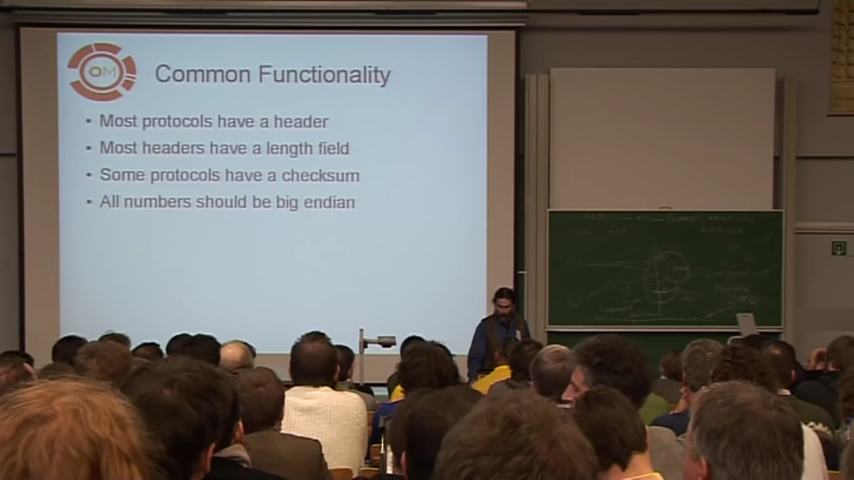 OM
Common Functionality
• Most protocols have a header
• Most headers have a length field
• Some protocols have a checksum
• All numbers should be big endian